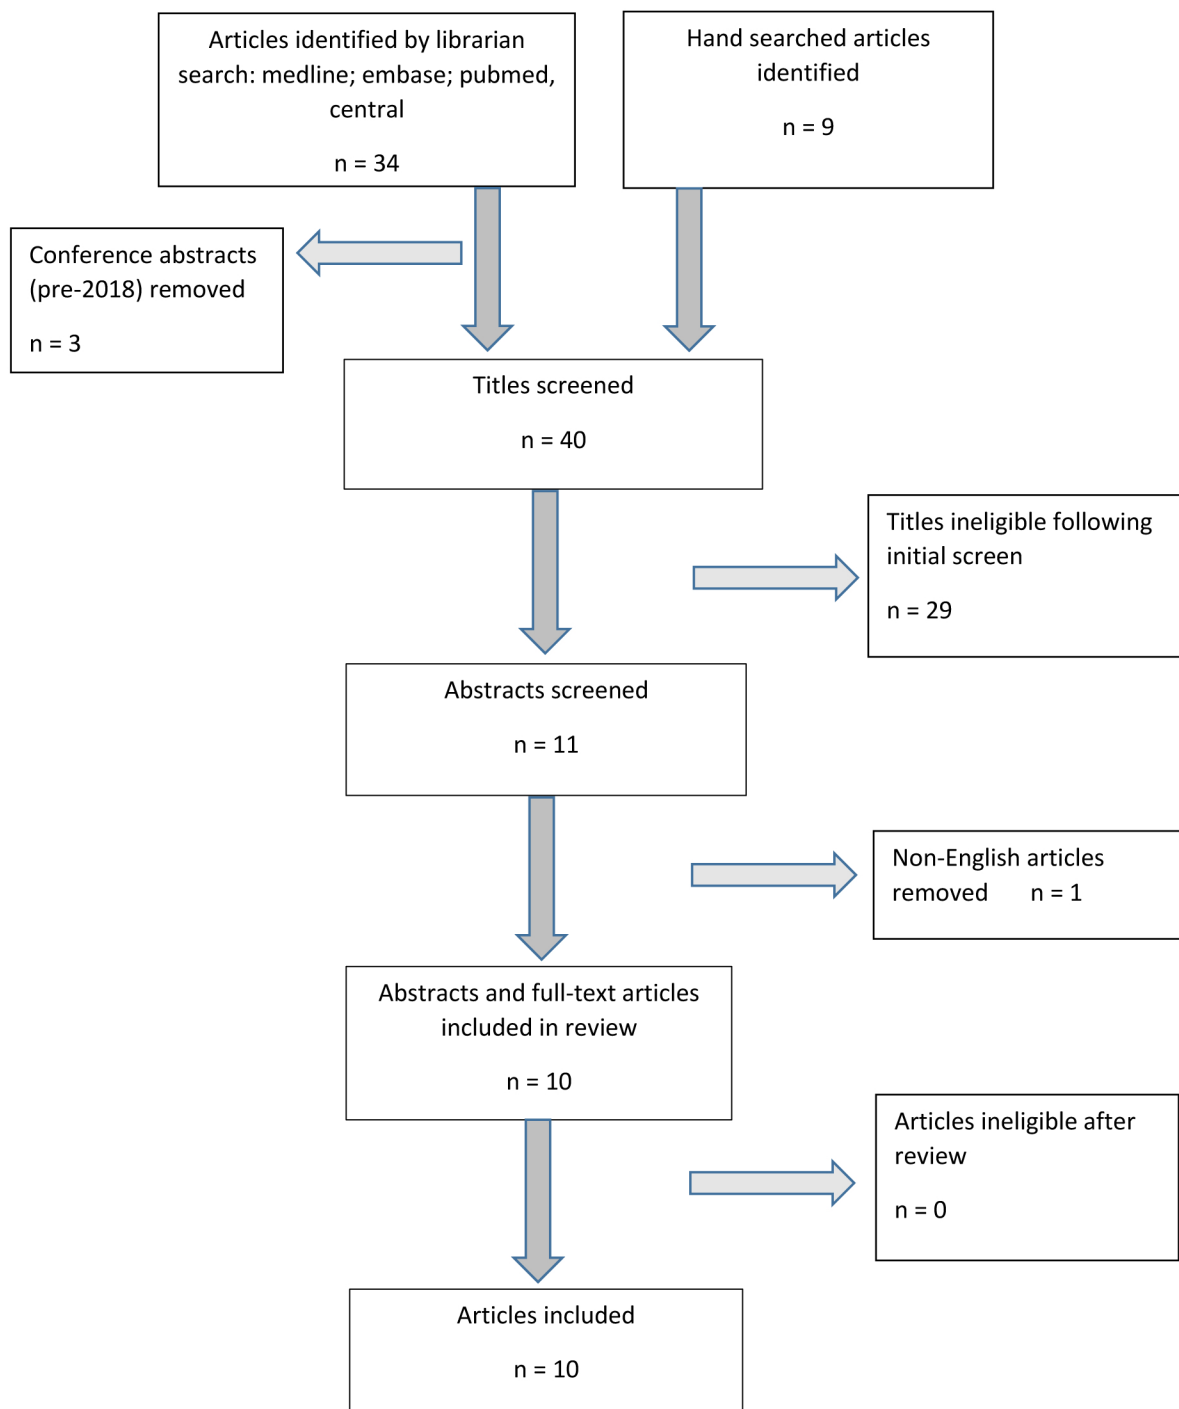 Articles identified by librarian
search: medline; embase; pubmed,
central
n = 34
Hand searched articles
identified
n = 9
Conference abstracts
(pre-2018) removed
n = 3
Titles screened
n = 40
Titles ineligible following
initial screen
n = 29
Abstracts screened
n = 11
Non-English articles
removed n = 1
Abstracts and full-text articles
included in review
n = 10
Articles ineligible after
review
n = 0
Articles included
n = 10